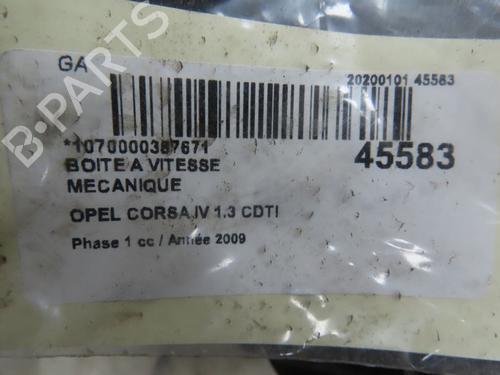 GA
20200101 45583
*1070000387671
45583
BOITE A VITESSE
MECANIQUE
OPEL CORSA IV 1.3 CDTI
Phase 1 cc / Année 2009
B-PARTS